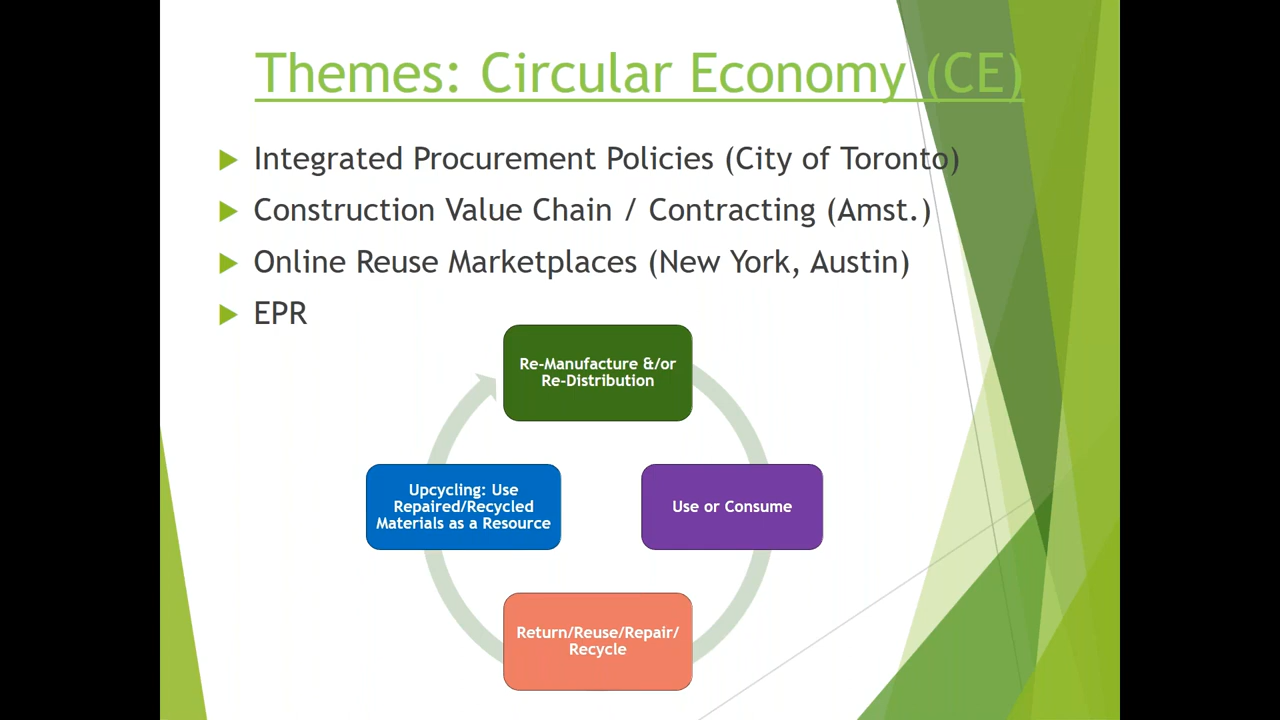 Themes: Circular Economy (CE)
Integrated Procurement Policies (City of Toronto)
Construction Value Chain / Contracting (Amst.)
Online Reuse Marketplaces (New York, Austin)
EPR
Re-Manufacture &/or
Re-Distribution
Upcycling: Use
Repaired/Recycled
Materials as a Resource
Use or Consume
Return/Reuse/Repair/
Recycle